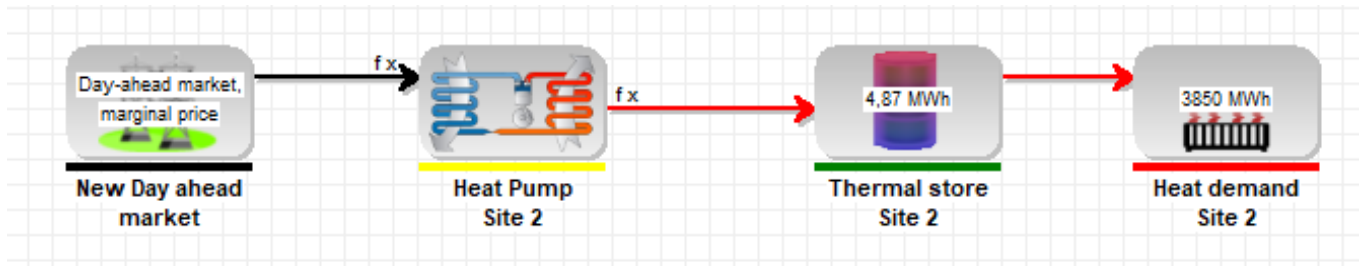 Day-ahead market,
marginal price
New Day ahead
market
f x
Heat Pump
Site 2
f x
4,87 MWh
Thermal store
Site 2
3850 MWh
Heat demand
Site 2